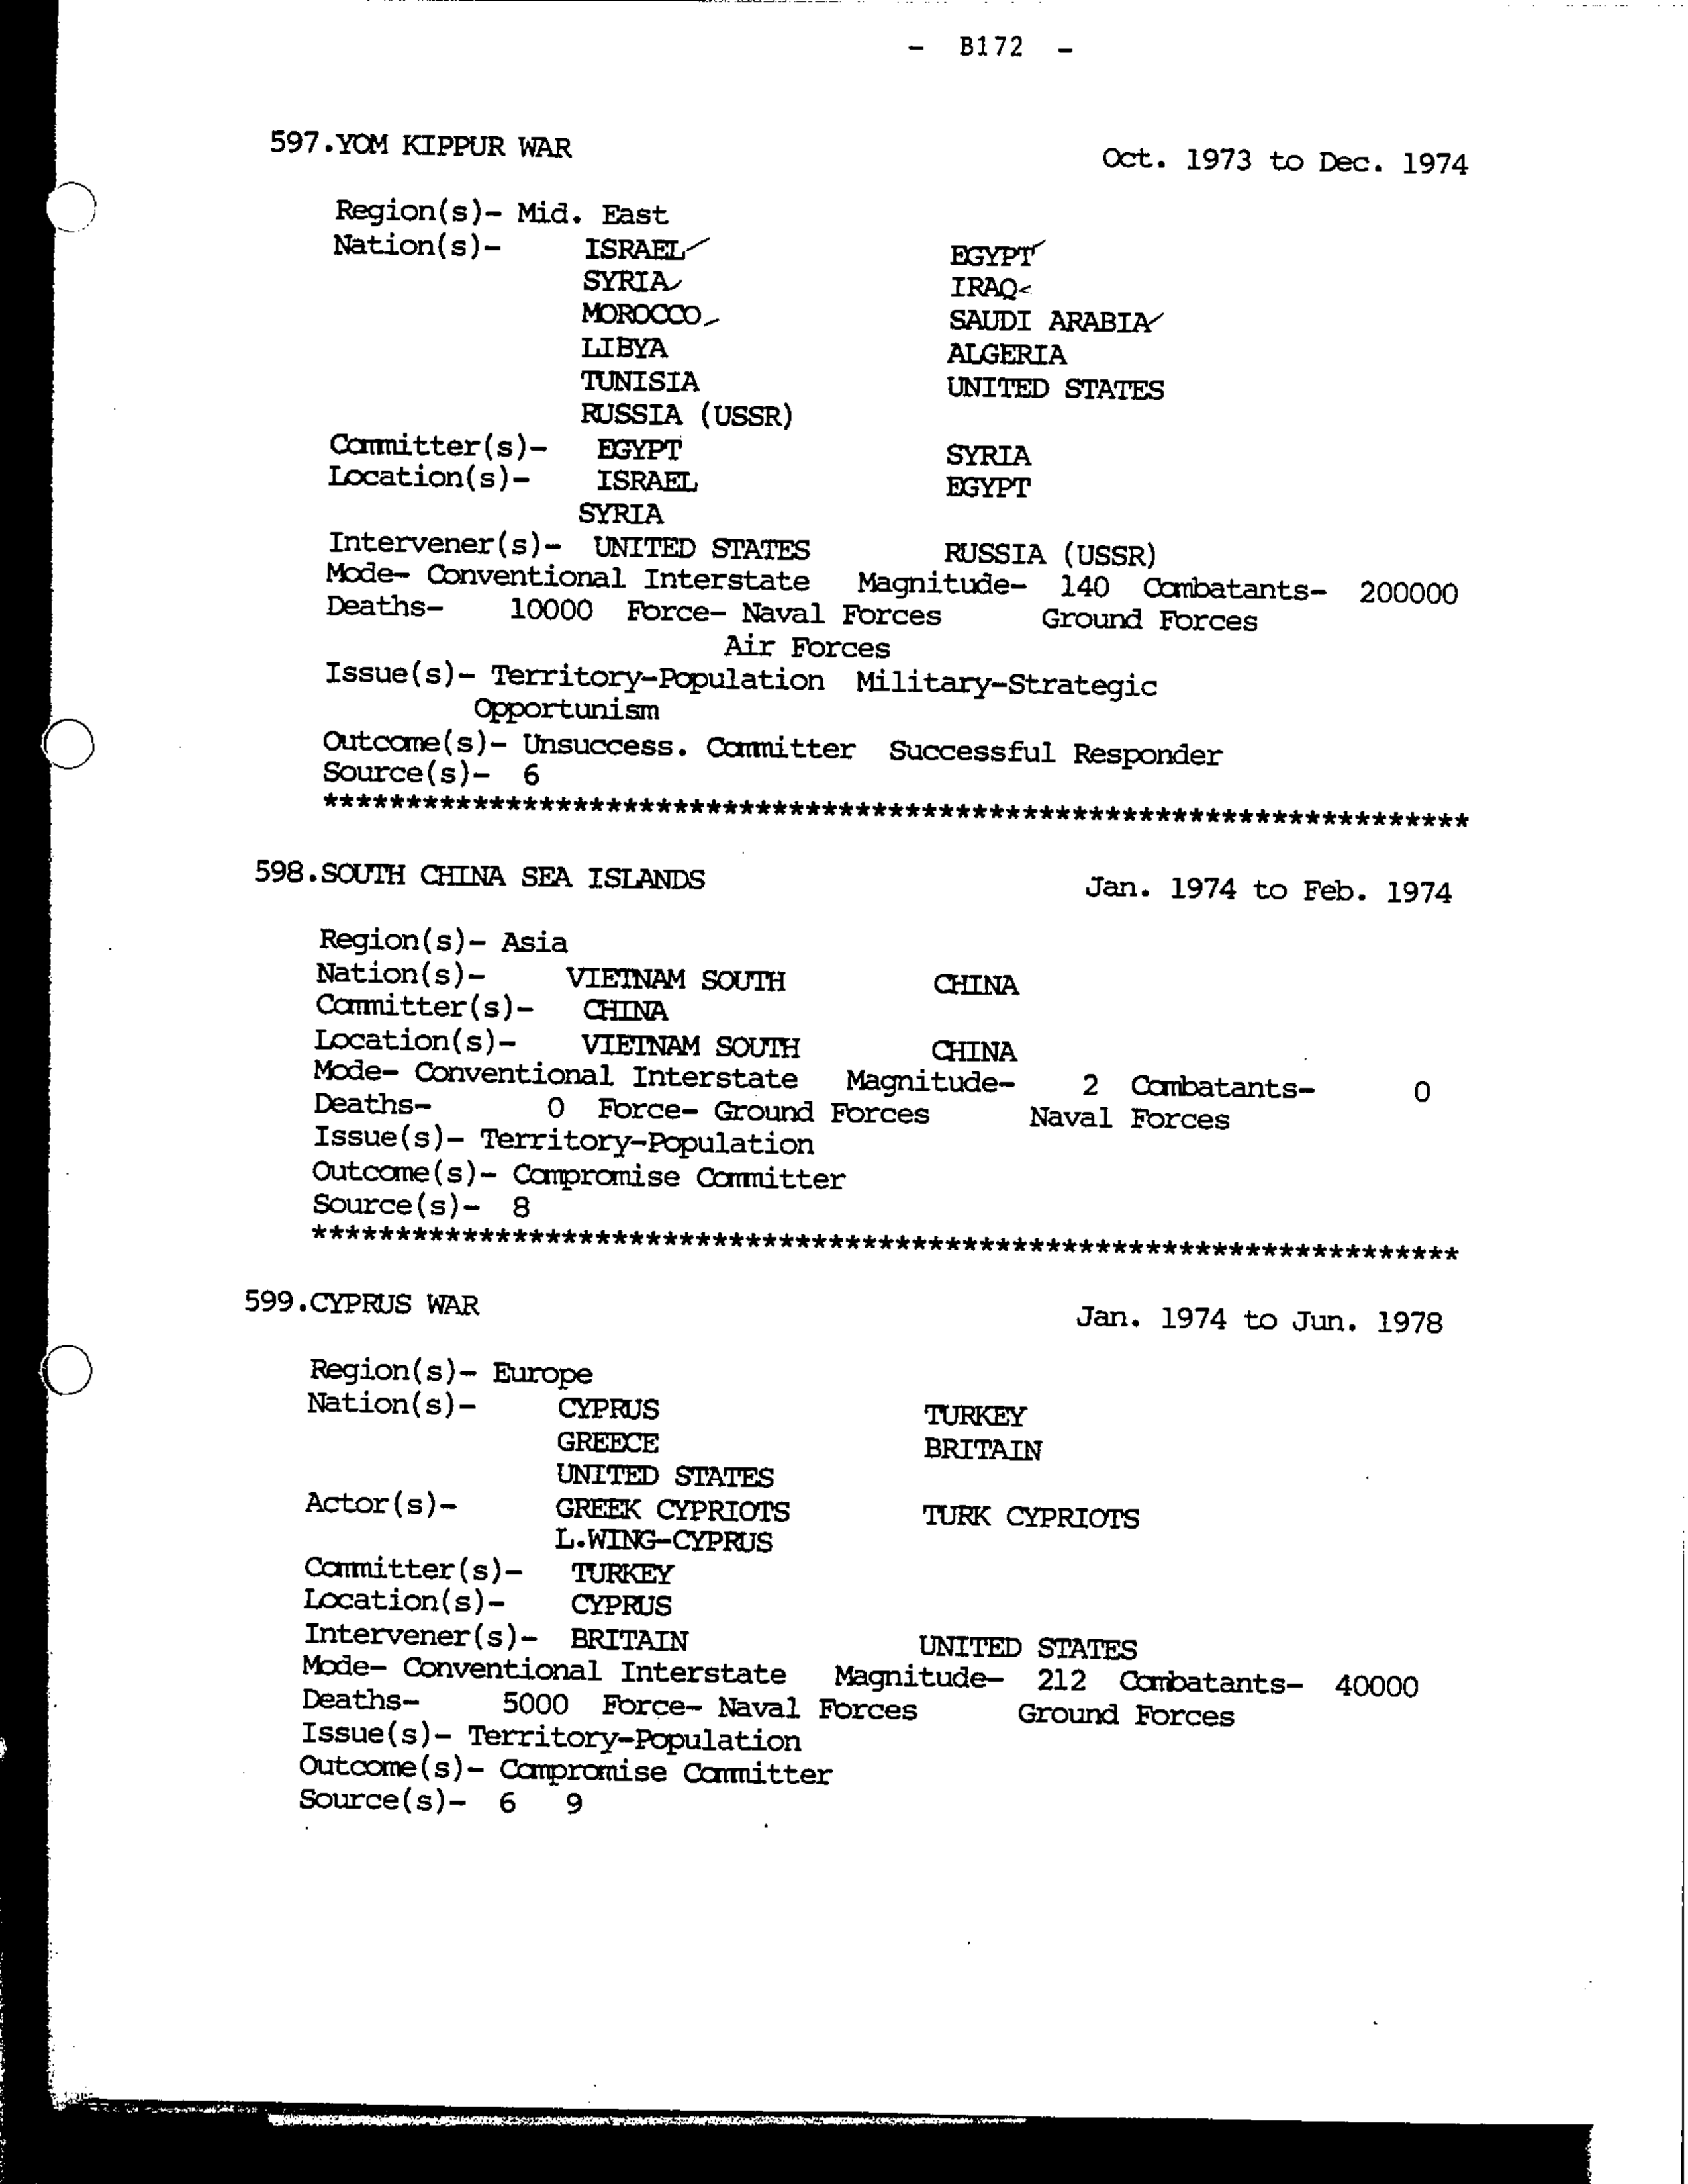 - B172 -
597.YOM KIPPUR WAR Oct. 1973 to Dec. 1974
Region(s)- Mid. East
Nation(s)- ISRAEL EGYPT
SYRIA IRAQ
MOROCCO SAUDI ARABIA
LIBYA ALGERIA
TUNISIA UNITED STATES
RUSSIA (USSR)
Committer(s)- EGYPT SYRIA
Location(s)- ISRAEL EGYPT
SYRIA
Intervener(s)- UNITED STATES RUSSIA (USSR)
Mode- Conventional Interstate Magnitude- 140 Combatants- 200000
Deaths- 10000 Force- Naval Forces Ground Forces
Air Forces
Issue(s)- Territory-Population Military-Strategic
Opportunism
Outcome(s)- Unsuccess. Committer Successful Responder
Source(s)- 6
*********************************************************************
598.SOUTH CHINA SEA ISLANDS Jan. 1974 to Feb. 1974
Region(s)- Asia
Nation(s)- VIETNAM SOUTH CHINA
Committer(s)- CHINA
Location(s)- VIETNAM SOUTH CHINA
Mode- Conventional Interstate Magnitude- 2 Combatants- 0
Deaths- 0 Force- Ground Forces Naval Forces
Issue(s)- Territory-Population
Outcome(s)- Compromise Committer
Source(s)- 8
*********************************************************************
599.CYPRUS WAR Jan. 1974 to Jun. 1978
Region(s)- Europe
Nation(s)- CYPRUS TURKEY
GREECE BRITAIN
UNITED STATES
Actor(s)- GREEK CYPRIOTS TURK CYPRIOTS
L.WING-CYPRUS
Committer(s)- TURKEY
Location(s)- CYPRUS
Intervener(s)- BRITAIN UNITED STATES
Mode- Conventional Interstate Magnitude- 212 Combatants- 40000
Deaths- 5000 Force- Naval Forces Ground Forces
Issue(s)- Territory-Population
Outcome(s)- Compromise Committer
Source(s)- 6 9